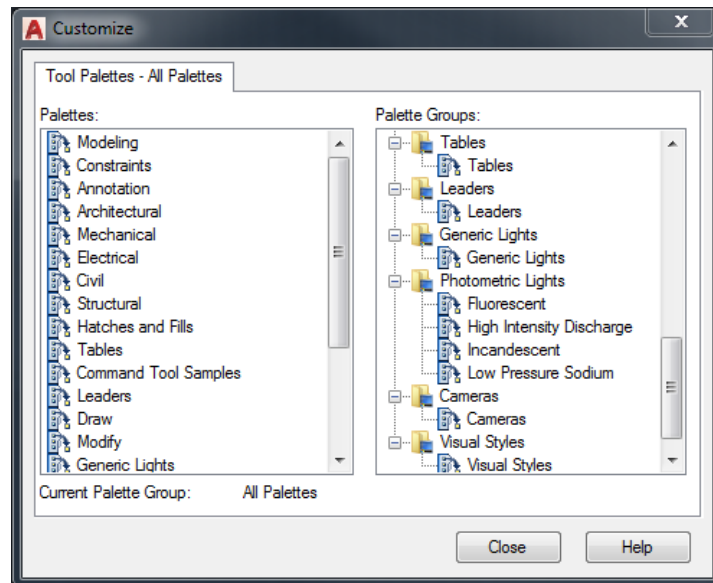 Customize
Tool Palettes - All Palettes
Palettes:
Modeling
Constraints
Annotation
Architectural
Mechanical
Electrical
Civil
Structural
Hatches and Fills
Tables
Command Tool Samples
Leaders
Draw
Modify
Generic Lights
Palette Groups:
Tables
Tables
Leaders
Leaders
Generic Lights
Generic Lights
Photometric Lights
Fluorescent
High Intensity Discharge
Incandescent
Low Pressure Sodium
Cameras
Cameras
Visual Styles
Visual Styles
Current Palette Group: All Palettes
Close
Help